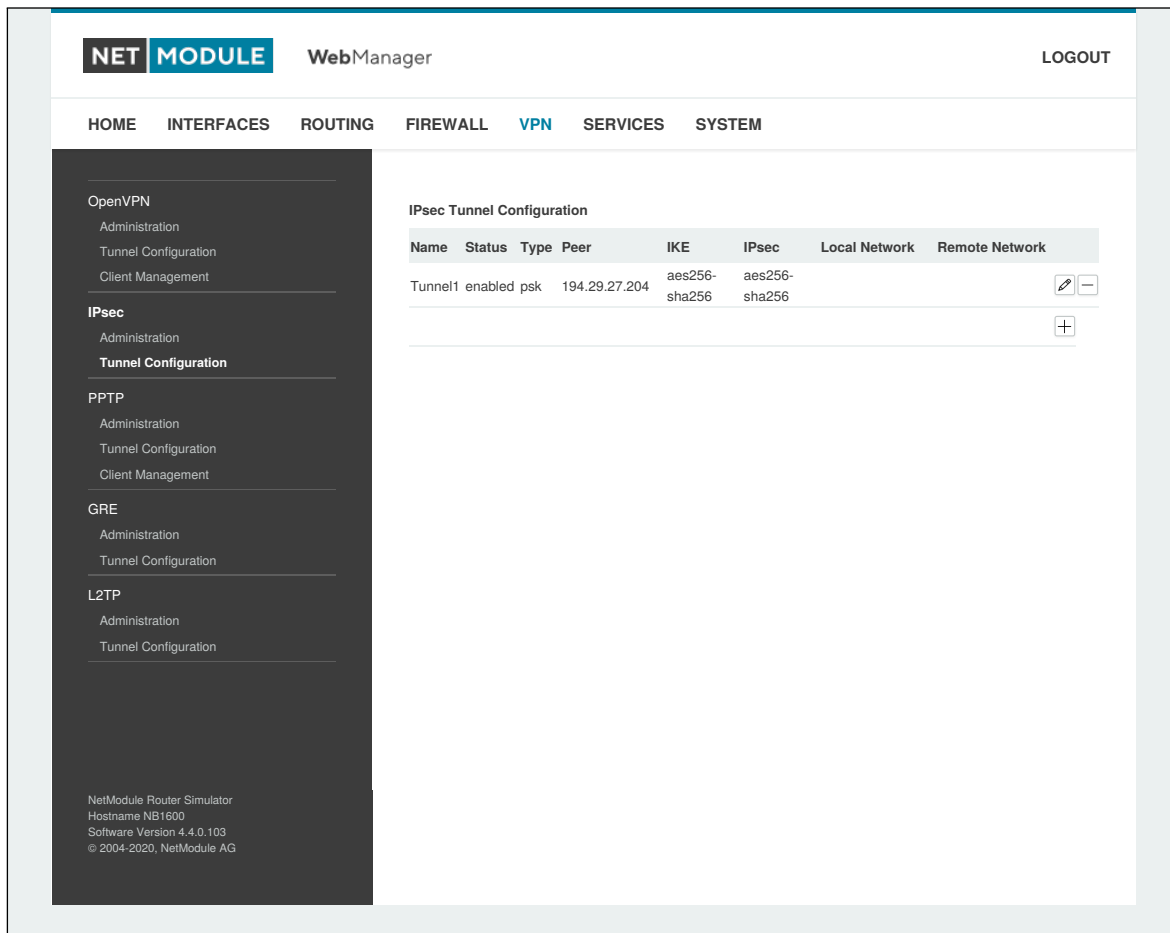 NET MODULE WebManager LOGOUT
HOME INTERFACES ROUTING FIREWALL VPN SERVICES SYSTEM
OpenVPN
Administration
Tunnel Configuration
Client Management
IPsec
Administration
Tunnel Configuration
PPTP
Administration
Tunnel Configuration
Client Management
GRE
Administration
Tunnel Configuration
L2TP
Administration
Tunnel Configuration
NetModule Router Simulator
Hostname NB1600
Software Version 4.4.0.103
© 2004-2020, NetModule AG
IPsec Tunnel Configuration
Name Status Type Peer IKE IPsec Local Network Remote Network
Tunnel1 enabled psk 194.29.27.204 aes256- aes256-
sha256 sha256